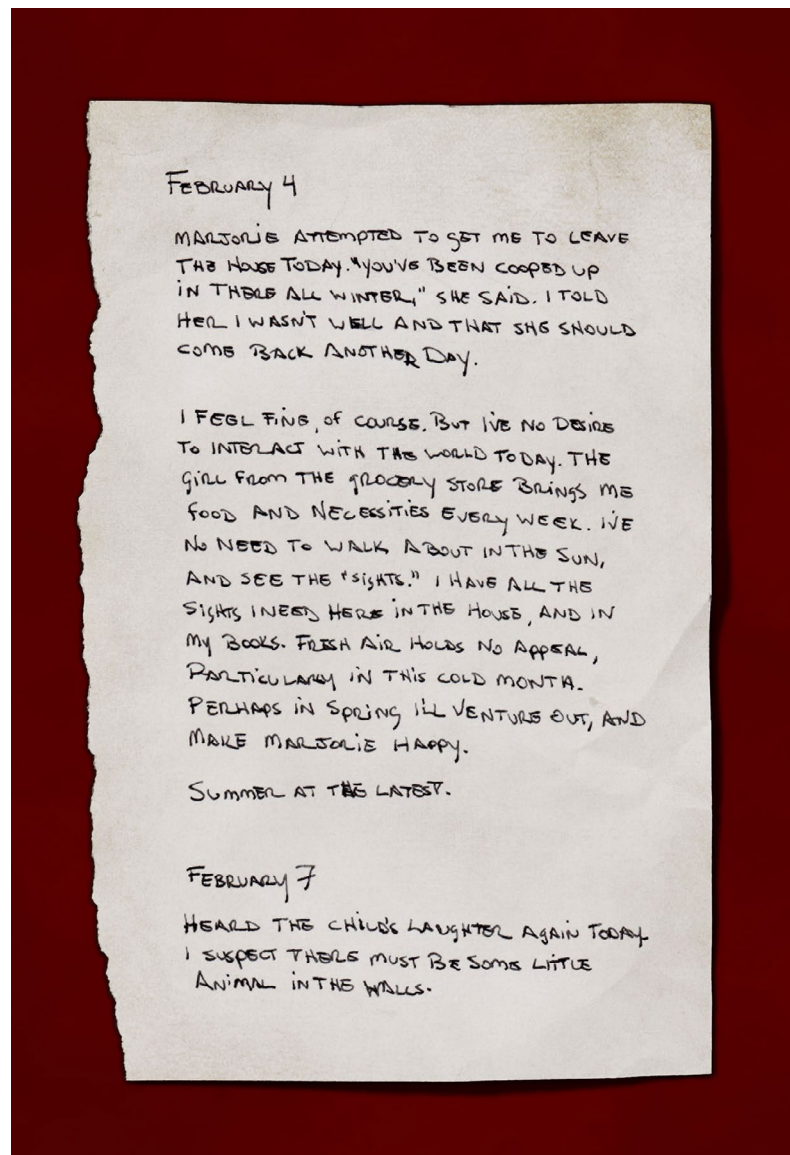 FEBRUARY 4
MARJORIE ATTEMPTED TO GET ME TO LEAVE
THE HOUSE TODAY. "YOU'VE BEEN COOPED UP
IN THERE ALL WINTER," SHE SAID. I TOLD
HER I WASN'T WELL AND THAT SHE SHOULD
COME BACK ANOTHER DAY.
I FEEL FINE, OF COURSE. BUT I'VE NO DESIRE
TO INTERACT WITH THE WORLD TODAY. THE
GIRL FROM THE GROCERY STORE BRINGS ME
FOOD AND NECESSITIES EVERY WEEK. I'VE
NO NEED TO WALK ABOUT IN THE SUN,
AND SEE THE "SIGHTS." I HAVE ALL THE
SIGHTS I NEED HERE IN THE HOUSE, AND IN
MY BOOKS. FRESH AIR HOLDS NO APPEAL,
PARTICULARLY IN THIS COLD MONTH.
PERHAPS IN SPRING I'LL VENTURE OUT, AND
MAKE MARJORIE HAPPY.
SUMMER AT THE LATEST.
FEBRUARY 7
HEARD THE CHILD'S LAUGHTER AGAIN TODAY.
I SUSPECT THERE MUST BE SOME LITTLE
ANIMAL IN THE WALLS.